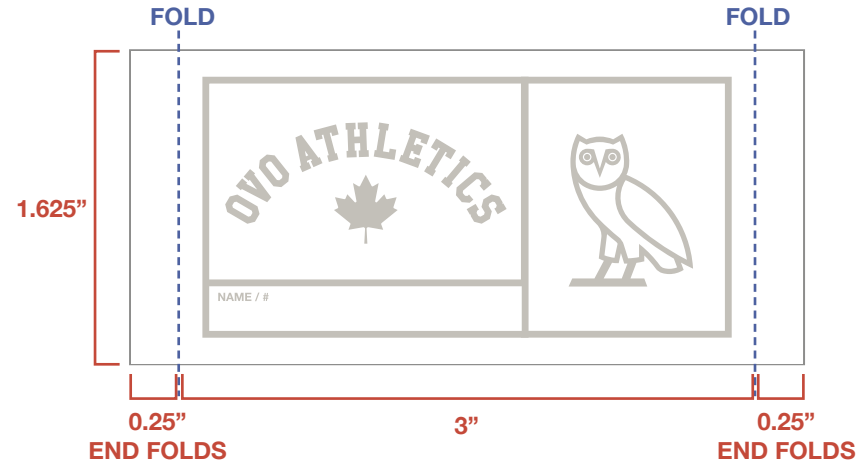 FOLD
FOLD
OVO ATHLETICS
1.625”
NAME / #
0.25”
END FOLDS
3”
0.25”
END FOLDS